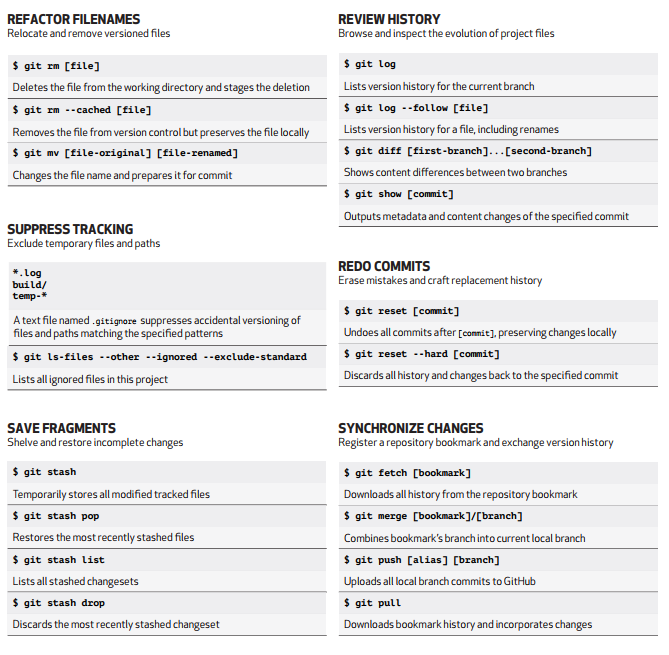 REFACTOR FILENAMES
Relocate and remove versioned files
$ git rm [file]
Deletes the file from the working directory and stages the deletion
$ git rm --cached [file]
Removes the file from version control but preserves the file locally
$ git mv [file-original] [file-renamed]
Changes the file name and prepares it for commit
SUPPRESS TRACKING
Exclude temporary files and paths
*.log
build/
temp-*
A text file named .gitignore suppresses accidental versioning of
files and paths matching the specified patterns
$ git ls-files --other --ignored --exclude-standard
Lists all ignored files in this project
SAVE FRAGMENTS
Shelve and restore incomplete changes
$ git stash
Temporarily stores all modified tracked files
$ git stash pop
Restores the most recently stashed files
$ git stash list
Lists all stashed changesets
$ git stash drop
Discards the most recently stashed changeset
REVIEW HISTORY
Browse and inspect the evolution of project files
$ git log
Lists version history for the current branch
$ git log --follow [file]
Lists version history for a file, including renames
$ git diff [first-branch]...[second-branch]
Shows content differences between two branches
$ git show [commit]
Outputs metadata and content changes of the specified commit
REDO COMMITS
Erase mistakes and craft replacement history
$ git reset [commit]
Undoes all commits after [commit], preserving changes locally
$ git reset --hard [commit]
Discards all history and changes back to the specified commit
SYNCHRONIZE CHANGES
Register a repository bookmark and exchange version history
$ git fetch [bookmark]
Downloads all history from the repository bookmark
$ git merge [bookmark]/[branch]
Combines bookmark's branch into current local branch
$ git push [alias] [branch]
Uploads all local branch commits to GitHub
$ git pull
Downloads bookmark history and incorporates changes